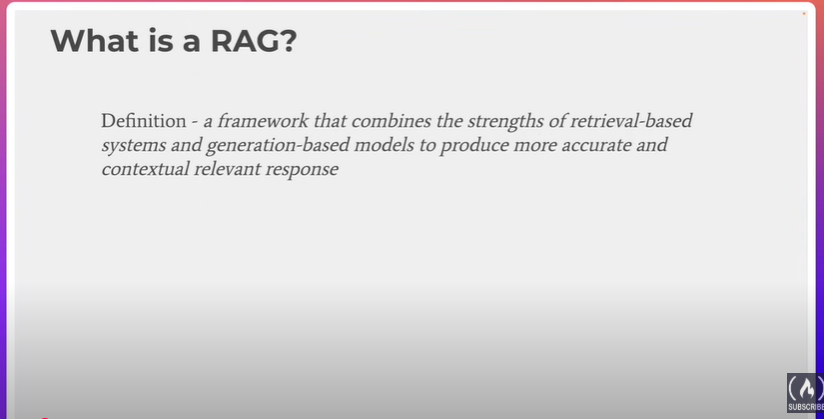 What is a RAG?
Definition - a framework that combines the strengths of retrieval-based
systems and generation-based models to produce more accurate and
contextual relevant response
SUBSCRIBE